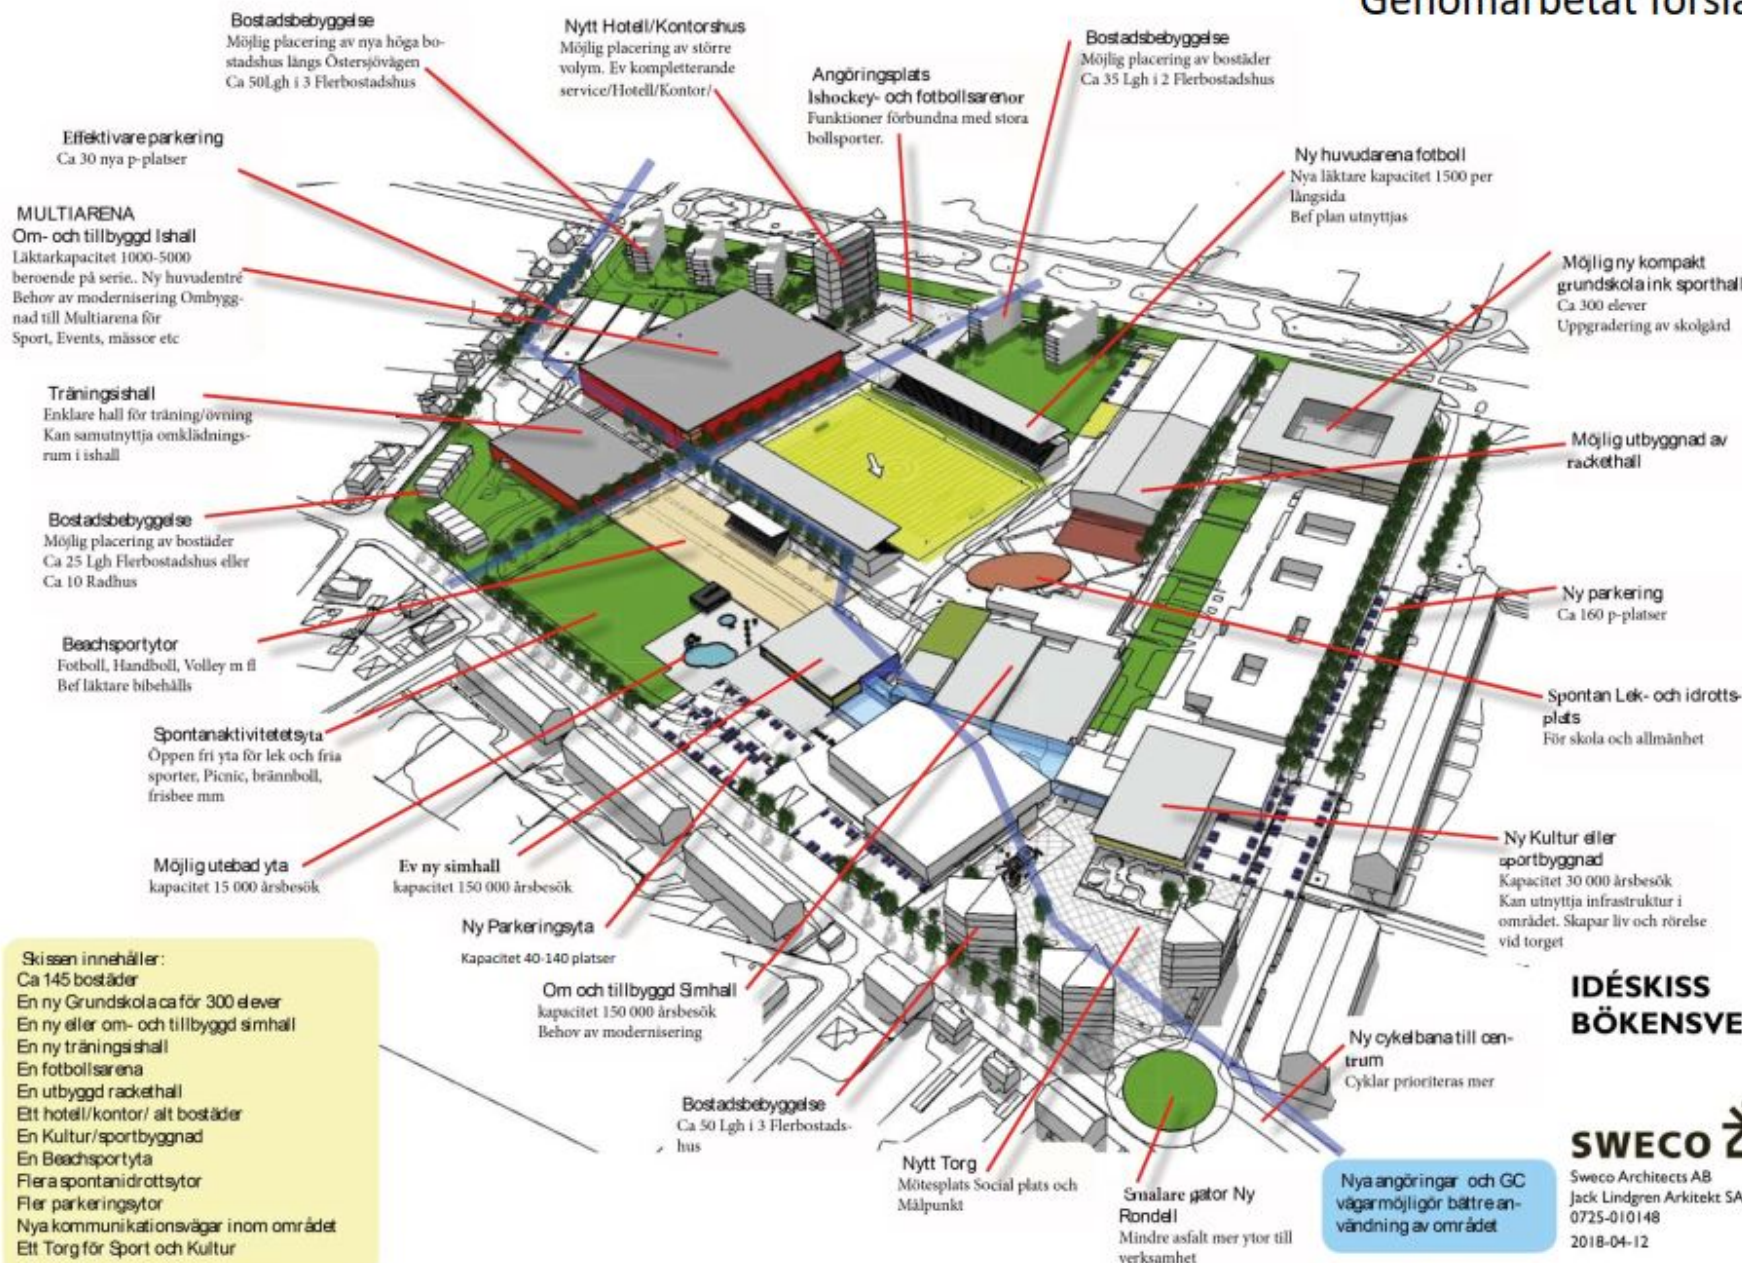 Genomarbetat försla
Bostadsbebyggelse
Möjlig placering av nya höga bo-
stadshus längs Östersjövägen
Ca 50Lgh i 3 Flerbostadshus
Nytt Hotell/Kontorshus
Möjlig placering av större
volym. Ev kompletterande
service/Hotell/Kontor/
Angöringsplats
Ishockey- och fotbollsarenor
Funktioner förbundna med stora
bollsporter.
Bostadsbebyggelse
Möjlig placering av bostäder
Ca 35 Lgh i 2 Flerbostadshus
Effektivare parkering
Ca 30 nya p-platser
Ny huvudarena fotboll
Nya läktare kapacitet 1500 per
långsida
Bef plan utnyttjas
MULTIARENA
Om- och tillbyggd Ishall
Läktarkapacitet 1000-5000
beroende på serie.. Ny huvudentré
Behov av modernisering Ombygg-
nad till Multiarena för
Sport, Events, mässor etc
Möjlig ny kompakt
grundskola ink sporthall
Ca 300 elever
Uppgradering av skolgård
Träningsishall
Enklare hall för träning/övning
Kan samutnyttja omklädnings-
rum i ishall
Möjlig utbyggnad av
rackethall
Bostadsbebyggelse
Möjlig placering av bostäder
Ca 25 Lgh Flerbostadshus eller
Ca 10 Radhus
Ny parkering
Ca 160 p-platser
Beachsportytor
Fotboll, Handboll, Volley m fl
Bef läktare bibehålls
Spontan Lek- och idrotts-
plats
För skola och allmänhet
Spontanaktivitetetsyta
Öppen fri yta för lek och fria
sporter, Picnic, brännboll,
frisbee mm
Möjlig utebad yta
kapacitet 15 000 årsbesök
Ev ny simhall
kapacitet 150 000 årsbesök
Ny Kultur eller
sportbyggnad
Kapacitet 30 000 årsbesök
Kan utnyttja infrastruktur i
området. Skapar liv och rörelse
vid torget
Ny Parkeringsyta
Kapacitet 40-140 platser
Om och tillbyggd Simhall
kapacitet 150 000 årsbesök
Behov av modernisering
Skissen innehåller:
Ca 145 bostäder
En ny Grundskola ca för 300 elever
En ny eller om- och tillbyggd simhall
En ny träningsishall
En fotbollsarena
En utbyggd rackethall
Ett hotell/kontor/ alt bostäder
En Kultur/sportbyggnad
En Beachsportyta
Flera spontanidrottsytor
Fler parkeringsytor
Nya kommunikationsvägar inom området
Ett Torg för Sport och Kultur
Bostadsbebyggelse
Ca 50 Lgh i 3 Flerbostads-
hus
Nytt Torg
Mötesplats Social plats och
Målpunkt
Smalare gator Ny
Rondell
Mindre asfalt mer ytor till
verksamhet
Ny cykelbana till cen-
trum
Cyklar prioriteras mer
Nya angöringar och GC
vägar möjligör bättre an-
vändning av området
IDÉSKISS
BÖKENSVE
SWECO
Sweco Architects AB
Jack Lindgren Arkitekt SA
0725-010148
2018-04-12